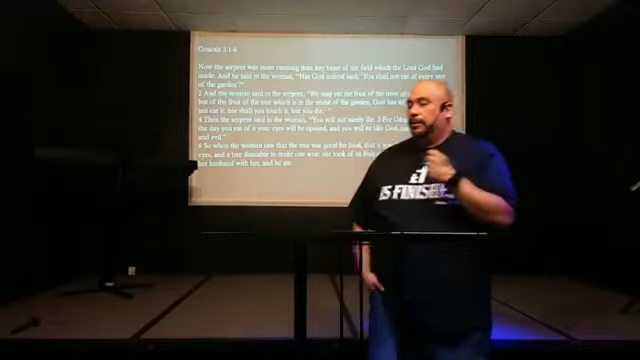 Genesis 3:1-6
Now the serpent was more cunning than any beast of the field which the Lord God had
made. And he said to the woman, "Has God indeed said, 'You shall not eat of every tree
of the garden'?"
2 And the woman said to the serpent, "We may eat the fruit of the trees
but of the fruit of the tree which is in the midst of the garden, God has
not eat it, nor shall you touch it, lest you die.'"
4 Then the serpent said to the woman, "You will not surely die. 5 For God
the day you eat of it your eyes will be opened, and you will be like God,
and evil."
6 So when the woman saw that the tree was good for food, that it
eyes, and a tree desirable to make one wise, she took of its fruit
her husband with her, and he ate.
IS FINISHED